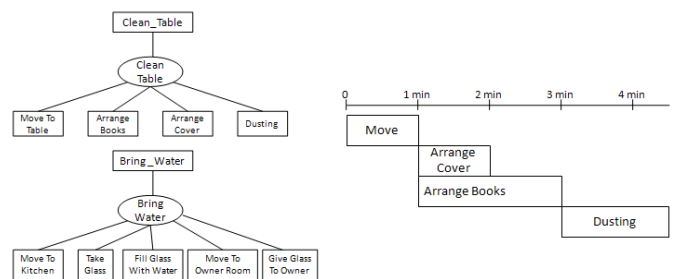 Clean_Table
Clean
Table
Move To
Table
Arrange
Books
Arrange
Cover
Dusting
Bring_Water
Bring
Water
Move To
Kitchen
Take
Glass
Fill Glass
With Water
Move To
Owner Room
Give Glass
To Owner
0 1 min 2 min 3 min 4 min
Move
Arrange
Cover
Arrange Books
Dusting